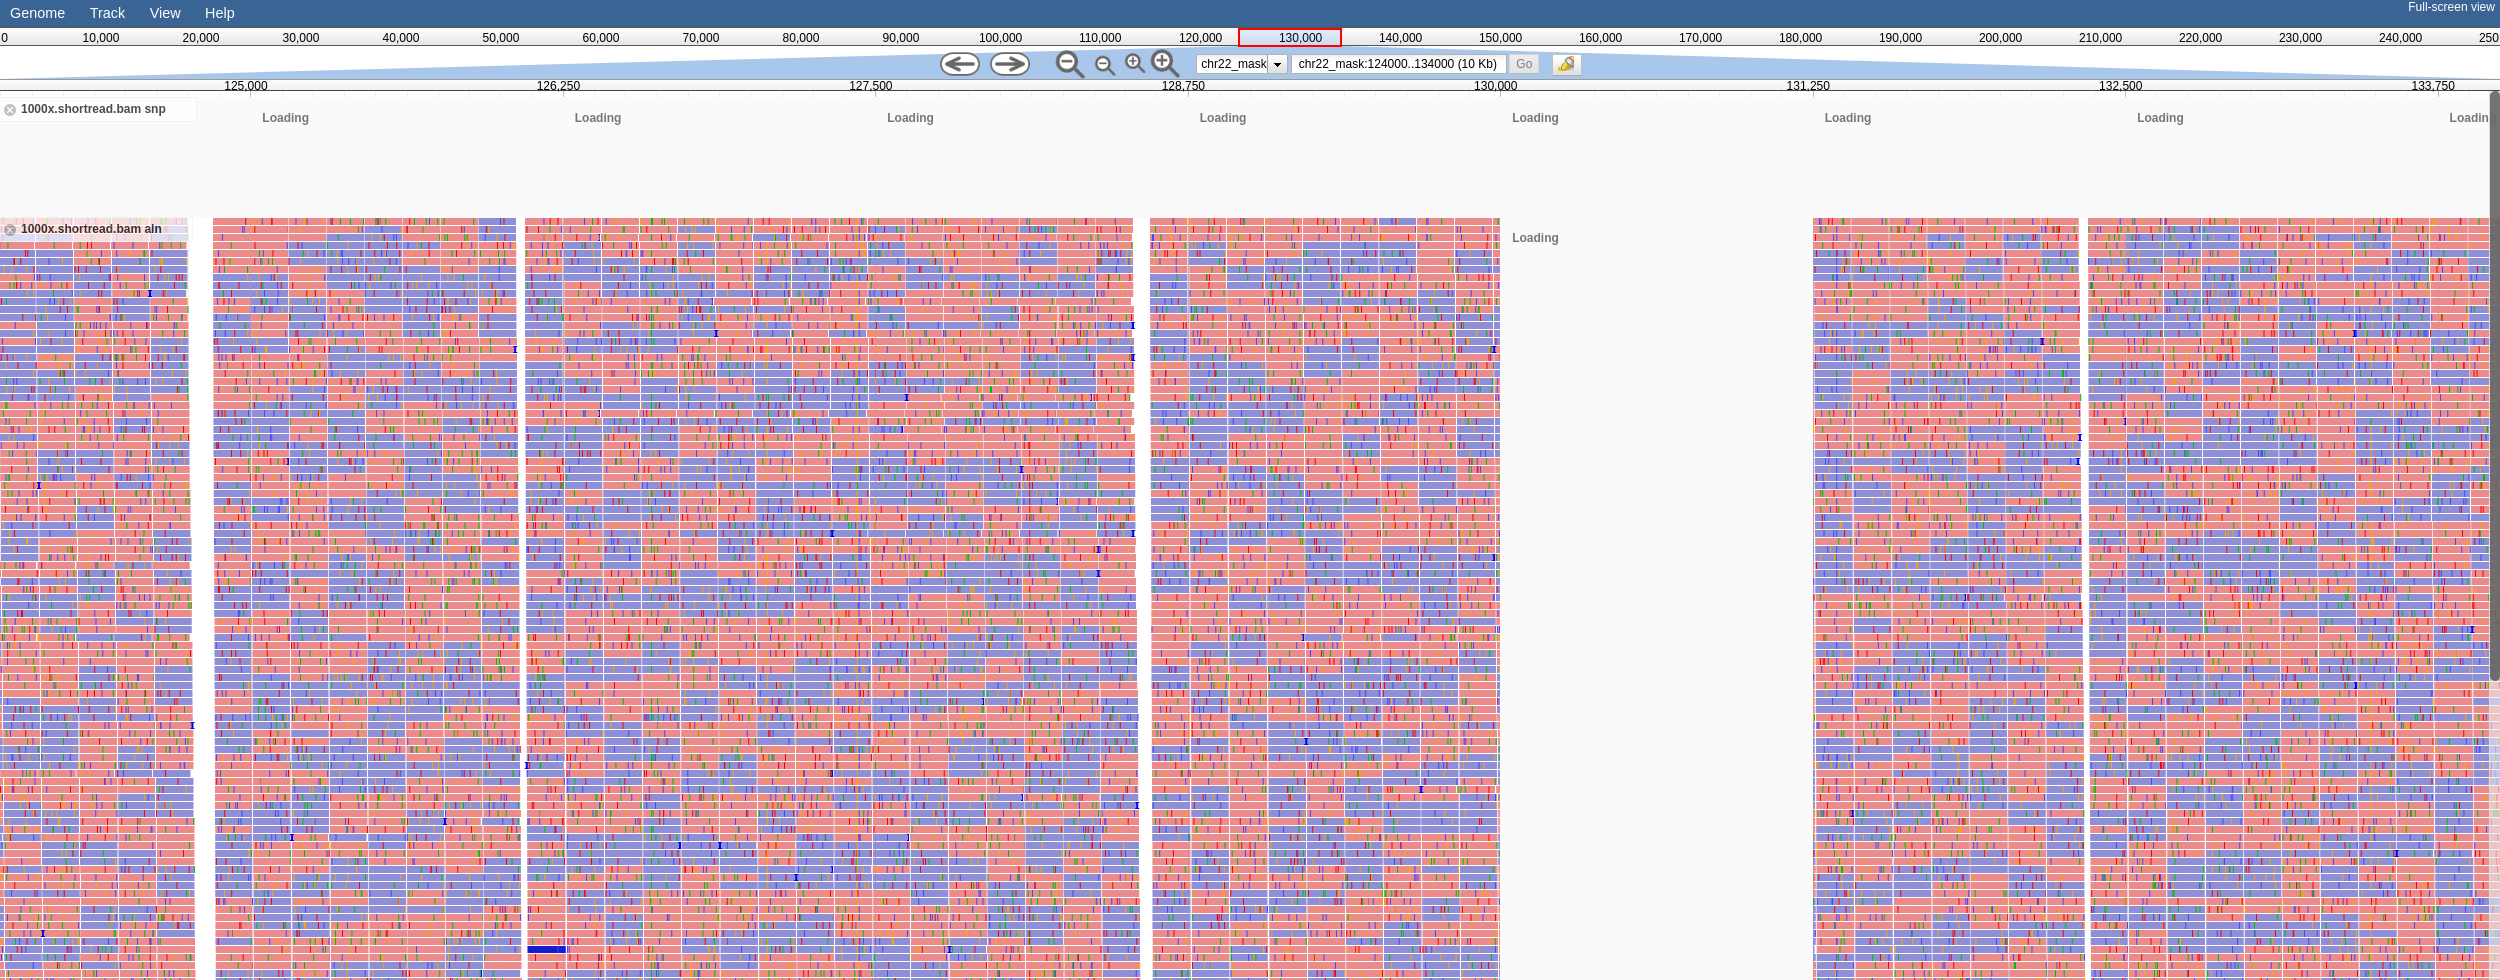 Genome Track View Help Full-screen view
0 10,000 20,000 30,000 40,000 50,000 60,000 70,000 80,000 90,000 100,000 110,000 120,000 130,000 140,000 150,000 160,000 170,000 180,000 190,000 200,000 210,000 220,000 230,000 240,000 250
chr22_mask chr22_mask:124000..134000 (10 Kb) Go
125,000 126,250 127,500 128,750 130,000 131,250 132,500 133,750
1000x.shortread.bam snp
Loading Loading Loading Loading Loading Loading Loading Loading
1000x.shortread.bam aln
Loading